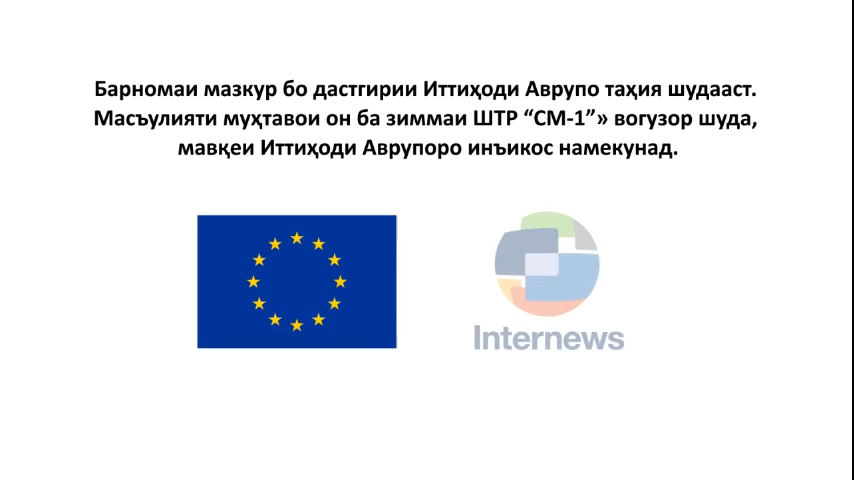 Барномаи мазкур бо дастгирии Иттиҳоди Аврупо таҳия шудааст.
Масъулияти муҳтавои он ба зиммаи ШТР “СМ-1”» вогузор шуда,
мавқеи Иттиҳоди Аврупоро инъикос намекунад.
Internews